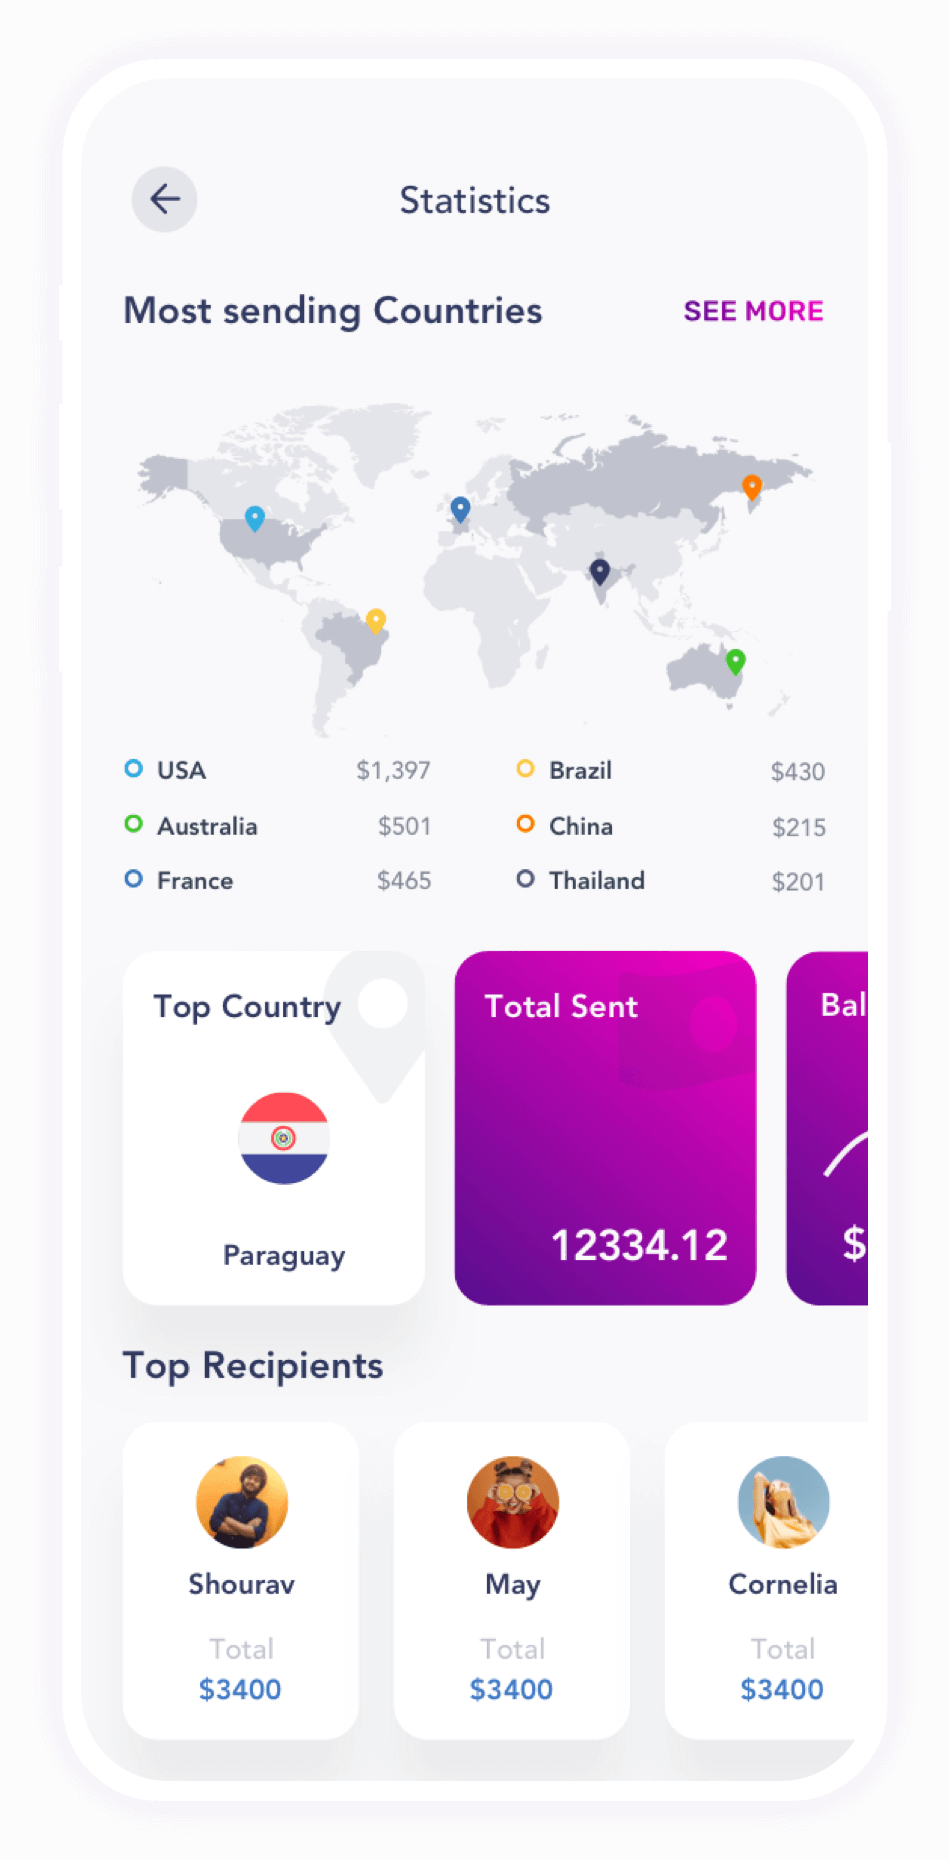 Statistics
Most sending Countries SEE MORE
USA $1,397 Brazil $430
Australia $501 China $215
France $465 Thailand $201
Top Country Total Sent Bal
12334.12 $
Paraguay
Top Recipients
Shourav May Cornelia
Total Total Total
$3400 $3400 $3400